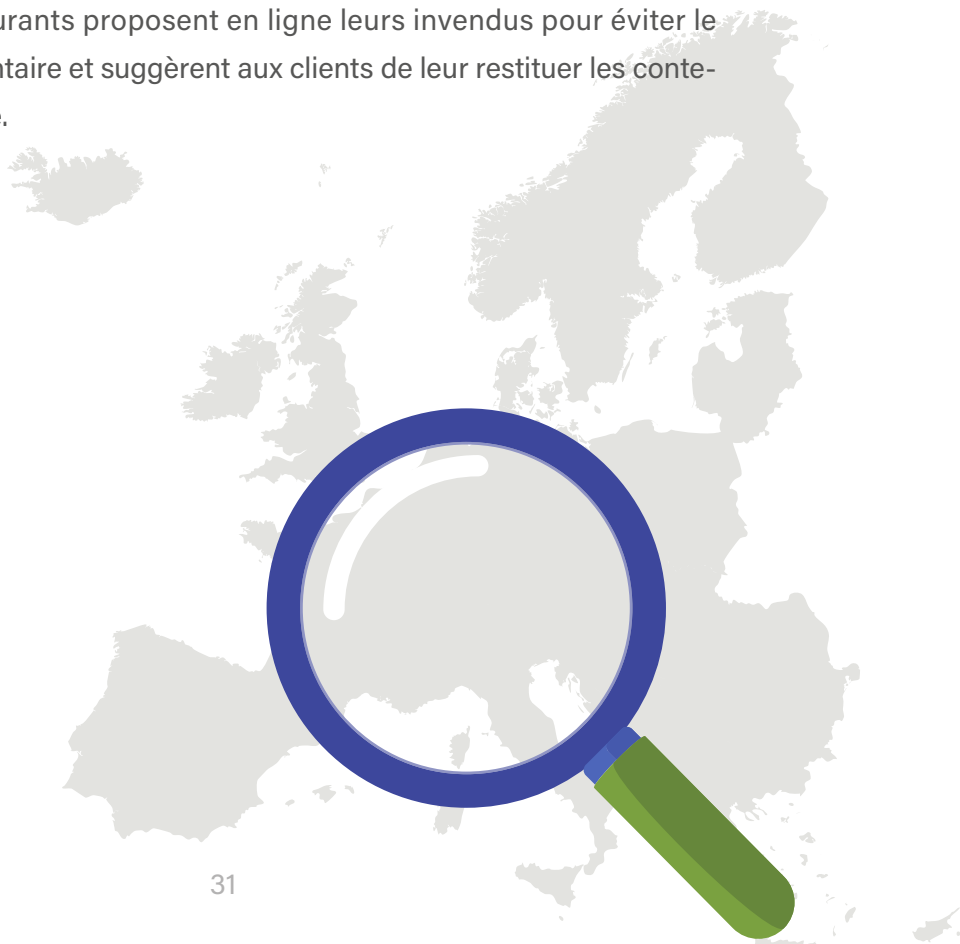 urants proposent en ligne leurs invendus pour éviter le
ntaire et suggèrent aux clients de leur restituer les conte-
e.
31